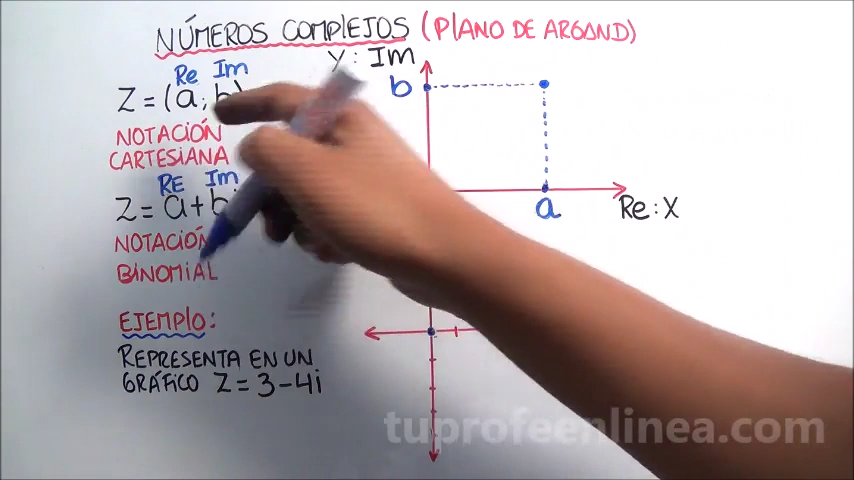 NÚMEROS COMPLEJOS (PlANO DE ARGAND)
Re Im
Y: Im
Z = (a; b)
b
NOTACIÓN
CARTESIANA
RE Im
Z = a + b
a
Re: X
NOTACIÓN
BINOMIAL
EJEMPlO:
REPRESENTA EN UN
GRÁFICO Z = 3 - 4i
tuprofeenlinea.com